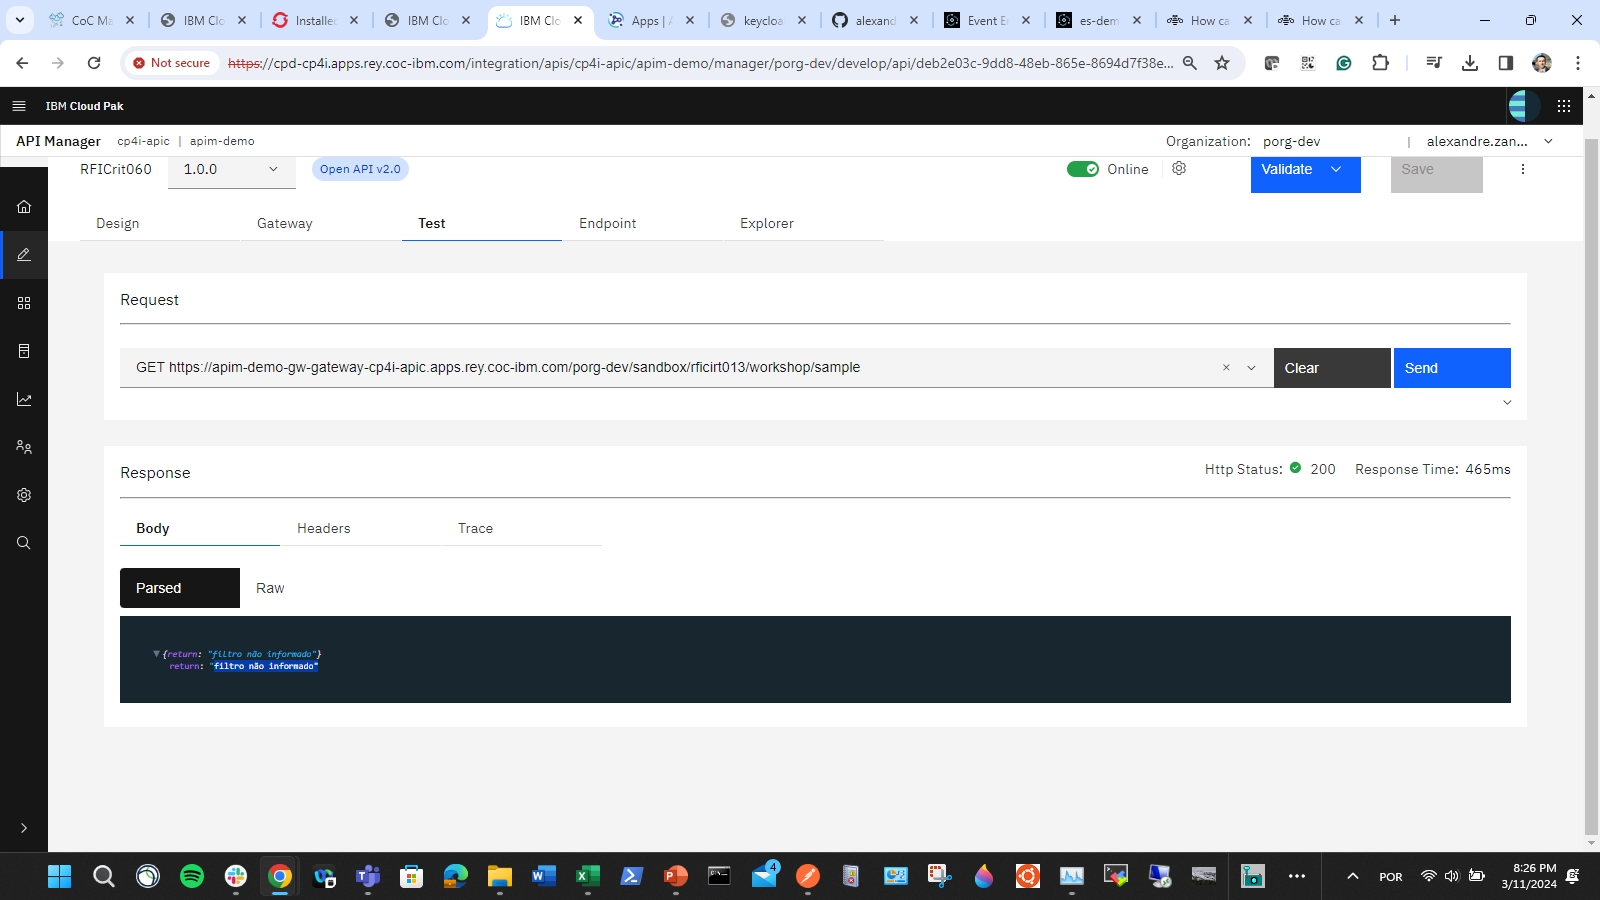 CoC Ma
IBM Clo
Installe
IBM Clo
IBM Clo
Apps | A
keycloa
alexand
Event E
es-dem
How ca
How ca
Not secure
https://cpd-cp4i.apps.rey.coc-ibm.com/integration/apis/cp4i-apic/apim-demo/manager/porg-dev/develop/api/deb2e03c-9dd8-48eb-865e-8694d7f38e...
IBM Cloud Pak
API Manager cp4i-apic | apim-demo
Organization: porg-dev | alexandre.zan...
RFICrit060 1.0.0 Open API v2.0
Online
Validate
Save
Design Gateway Test Endpoint Explorer
Request
GET https://apim-demo-gw-gateway-cp4i-apic.apps.rey.coc-ibm.com/porg-dev/sandbox/rficirt013/workshop/sample
Clear
Send
Response
Http Status: 200 Response Time: 465ms
Body Headers Trace
Parsed Raw
{return: "filtro não informado"}
return: "filtro não informado"
4
POR
8:26 PM
3/11/2024